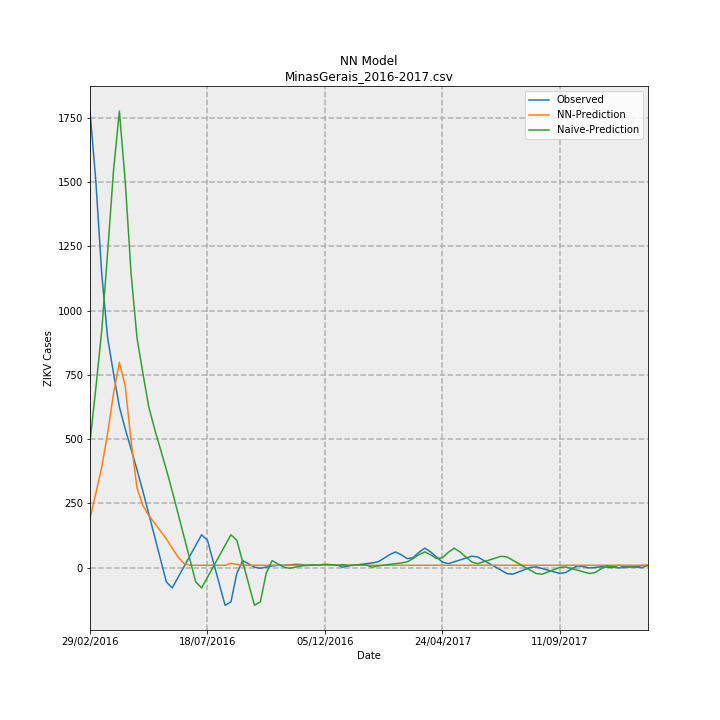 NN Model
MinasGerais_2016-2017.csv
Observed
NN-Prediction
Naive-Prediction
1750
1500
1250
1000
750
500
250
0
ZIKV Cases
29/02/2016
18/07/2016
05/12/2016
24/04/2017
11/09/2017
Date